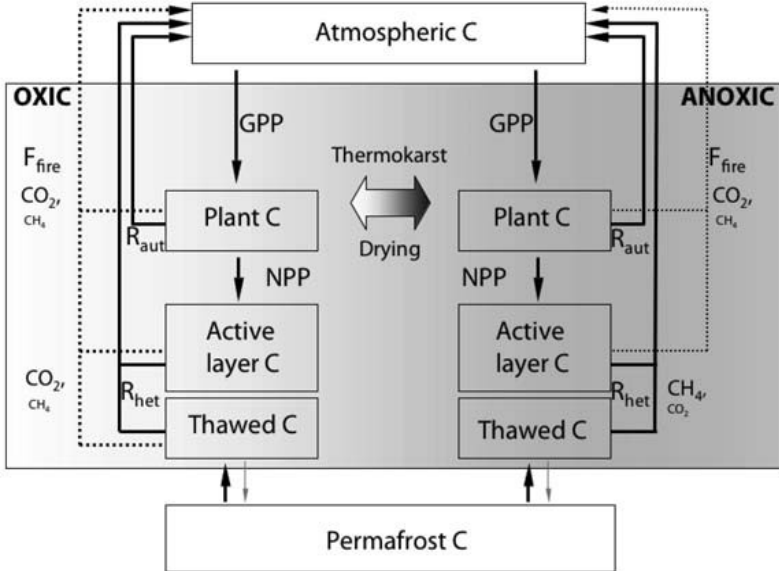 Atmospheric C
OXIC
ANOXIC
GPP
GPP
Thermokarst
F_fire
F_fire
CO₂,
CH₄
CO₂,
CH₄
Plant C
Plant C
R_aut
R_aut
Drying
NPP
NPP
Active
layer C
Active
layer C
CO₂,
CH₄
R_het
R_het
CH₄,
CO₂
Thawed C
Thawed C
Permafrost C